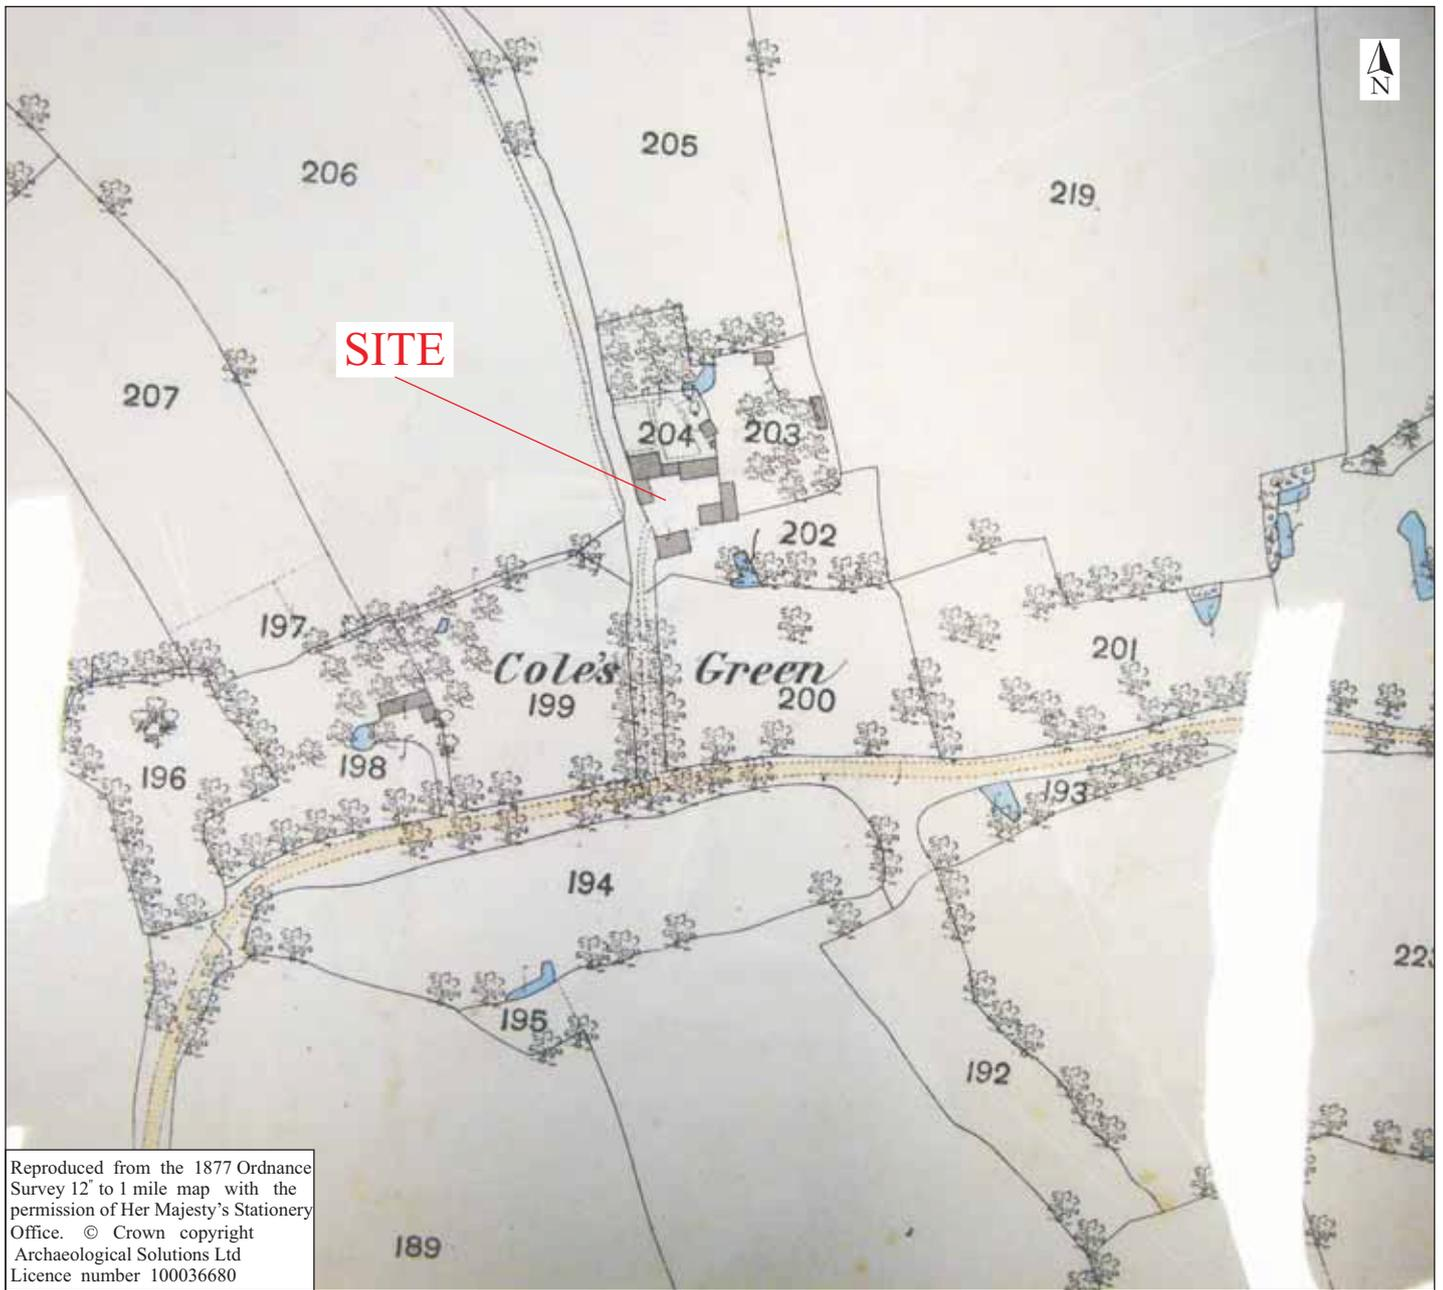 N
205
206
219
SITE
207
204
203
202
197
201
Cole's Green
199
200
196
198
193
194
195
192
189
Reproduced from the 1877 Ordnance
Survey 12" to 1 mile map with the
permission of Her Majesty's Stationery
Office. © Crown copyright
Archaeological Solutions Ltd
Licence number 100036680